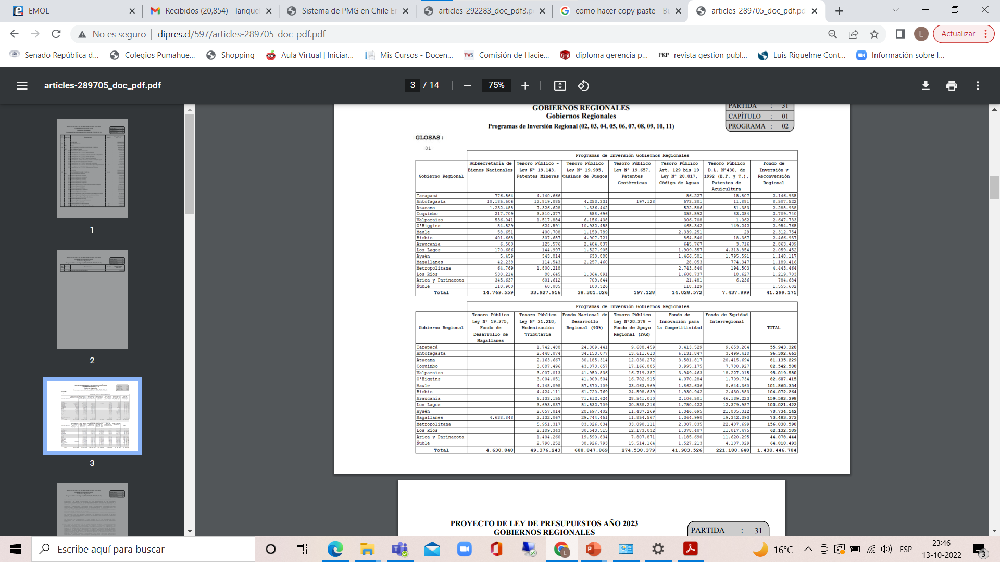 EMOL
Recibidos (20,854) - larique
Sistema de PMG en Chile E
articles-292283_doc_pdf3.p
como hacer copy paste - Bu
articles-289705_doc_pdf.pd
No es seguro | dipres.cl/597/articles-289705_doc_pdf.pdf
L
Actualizar
Senado República d...
Colegios Pumahue...
Shopping
Aula Virtual | Iniciar...
Mis Cursos - Docen...
TVS Comisión de Hacie...
diploma gerencia p...
PKP revista gestion publ...
Luis Riquelme Cont...
Información sobre l...
articles-289705_doc_pdf.pdf
3 / 14
75%
1
2
3
GOBIERNOS REGIONALES
Gobiernos Regionales
Programas de Inversión Regional (02, 03, 04, 05, 06, 07, 08, 09, 10, 11)
PARTIDA : 31
CAPÍTULO : 01
PROGRAMA : 02
GLOSAS:
01
Programas de Inversión Gobiernos Regionales
Gobierno Regional | Subsecretaría de Bienes Nacionales | Tesoro Público - Ley N° 19.143, Patentes Mineras | Tesoro Público Ley N° 19.995, Casinos de Juegos | Tesoro Público Ley N° 19.657, Patentes Geotérmicas | Tesoro Público Art. 129 bis 19 Ley N° 20.017, Código de Aguas | Tesoro Público D.L. N°430, de 1992 (E.F. y T.), Patentes de Acuicultura | Fondo de Inversión y Reconversión Regional
Tarapacá 776.564 4.140.666 56.227 15.807 2.146.935
Antofagasta 10.185.506 12.819.885 4.253.331 197.128 573.381 11.881 8.507.522
Atacama 1.232.488 7.326.628 1.336.442 522.586 51.383 2.288.938
Coquimbo 217.709 3.510.377 558.696 358.592 83.254 2.709.740
Valparaíso 536.041 1.517.884 6.156.438 306.708 1.062 2.647.733
O'Higgins 84.529 624.591 10.932.458 465.342 149.242 2.954.765
Maule 58.651 400.708 1.159.789 2.339.251 29 2.312.754
Biobío 401.668 307.687 4.907.721 864.540 18.367 2.466.937
Araucanía 6.500 125.576 2.404.837 645.767 3.716 2.863.409
Los Lagos 170.686 144.997 1.527.905 1.909.357 4.313.854 2.059.452
Aysén 5.459 343.814 630.888 1.466.581 1.795.591 1.148.117
Magallanes 42.238 114.543 2.257.460 28.053 774.347 1.189.416
Metropolitana 64.769 1.800.218 2.743.840 194.503 4.443.464
Los Ríos 530.214 88.645 1.364.891 1.608.737 18.627 1.219.703
Arica y Parinacota 345.637 601.612 709.844 21.481 6.236 784.684
Ñuble 110.900 60.085 100.326 118.129 1.555.602
Total 14.769.559 33.927.916 38.301.026 197.128 14.028.572 7.437.899 41.299.171
Programas de Inversión Gobiernos Regionales
Gobierno Regional | Tesoro Público Ley N° 19.275, Fondo de Desarrollo de Magallanes | Tesoro Público Ley N° 21.210, Modenización Tributaria | Fondo Nacional de Desarrollo Regional (90%) | Tesoro Público Ley N°20.378 - Fondo de Apoyo Regional (FAR) | Fondo de Innovación para la Competitividad | Fondo de Equidad Interregional | TOTAL
Tarapacá 1.742.488 24.309.441 9.688.459 3.413.529 9.653.204 55.943.320
Antofagasta 2.448.074 34.153.077 13.611.613 6.131.847 3.499.418 96.392.663
Atacama 2.163.667 30.185.314 12.030.272 3.581.817 20.415.694 81.135.229
Coquimbo 3.087.496 43.073.657 17.166.885 3.995.175 7.780.927 82.542.508
Valparaíso 3.007.013 41.950.836 16.719.387 3.949.463 18.227.015 95.019.580
O'Higgins 3.004.051 41.909.504 16.702.915 4.070.284 1.709.734 82.607.415
Maule 4.148.098 57.870.109 23.063.969 1.862.636 8.644.360 101.860.354
Biobío 4.424.111 61.720.769 24.598.639 1.930.942 2.430.883 104.072.264
Araucanía 5.133.155 71.612.624 28.541.010 2.106.581 46.139.223 159.582.398
Los Lagos 3.693.837 51.532.709 20.538.216 1.750.422 12.379.987 100.021.422
Aysén 2.057.014 28.697.402 11.437.269 1.346.695 21.805.312 70.734.142
Magallanes 4.638.848 2.132.067 29.744.451 11.854.567 1.364.990 19.342.393 73.483.373
Metropolitana 5.951.317 83.026.834 33.090.111 2.307.835 22.407.699 156.030.590
Los Ríos 2.189.343 30.543.515 12.173.032 1.378.407 11.017.475 62.132.589
Arica y Parinacota 1.404.260 19.590.834 7.807.871 1.185.690 11.620.295 44.078.444
Ñuble 2.790.252 38.926.793 15.514.164 1.527.213 4.107.029 64.810.493
Total 4.638.848 49.376.243 688.847.869 274.538.379 41.903.526 221.180.648 1.430.446.784
PROYECTO DE LEY DE PRESUPUESTOS AÑO 2023
GOBIERNOS REGIONALES
PARTIDA : 31
Escribe aquí para buscar
16°C
ESP
23:46
13-10-2022
3